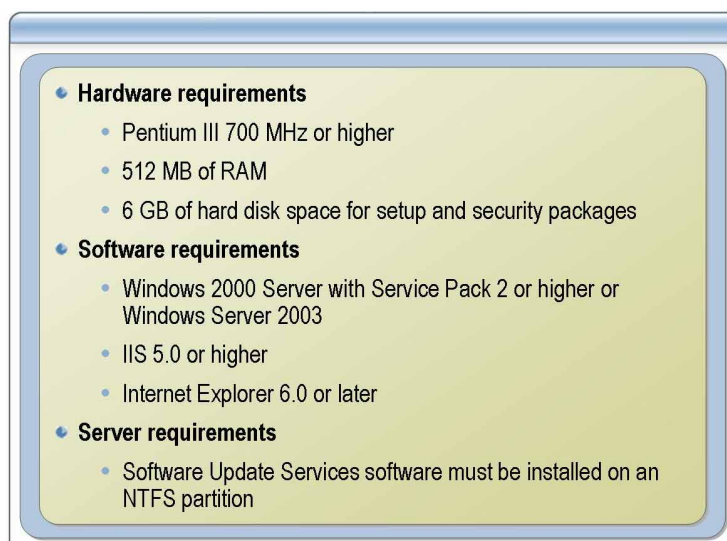 Hardware requirements
Pentium III 700 MHz or higher
512 MB of RAM
6 GB of hard disk space for setup and security packages
Software requirements
Windows 2000 Server with Service Pack 2 or higher or
Windows Server 2003
IIS 5.0 or higher
Internet Explorer 6.0 or later
Server requirements
Software Update Services software must be installed on an
NTFS partition